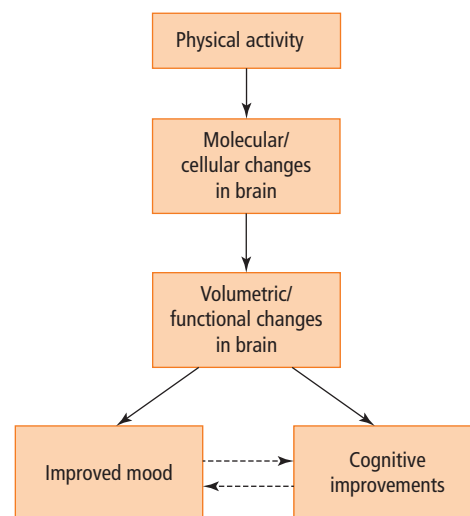 Physical activity
Molecular/
cellular changes
in brain
Volumetric/
functional changes
in brain
Improved mood
Cognitive
improvements